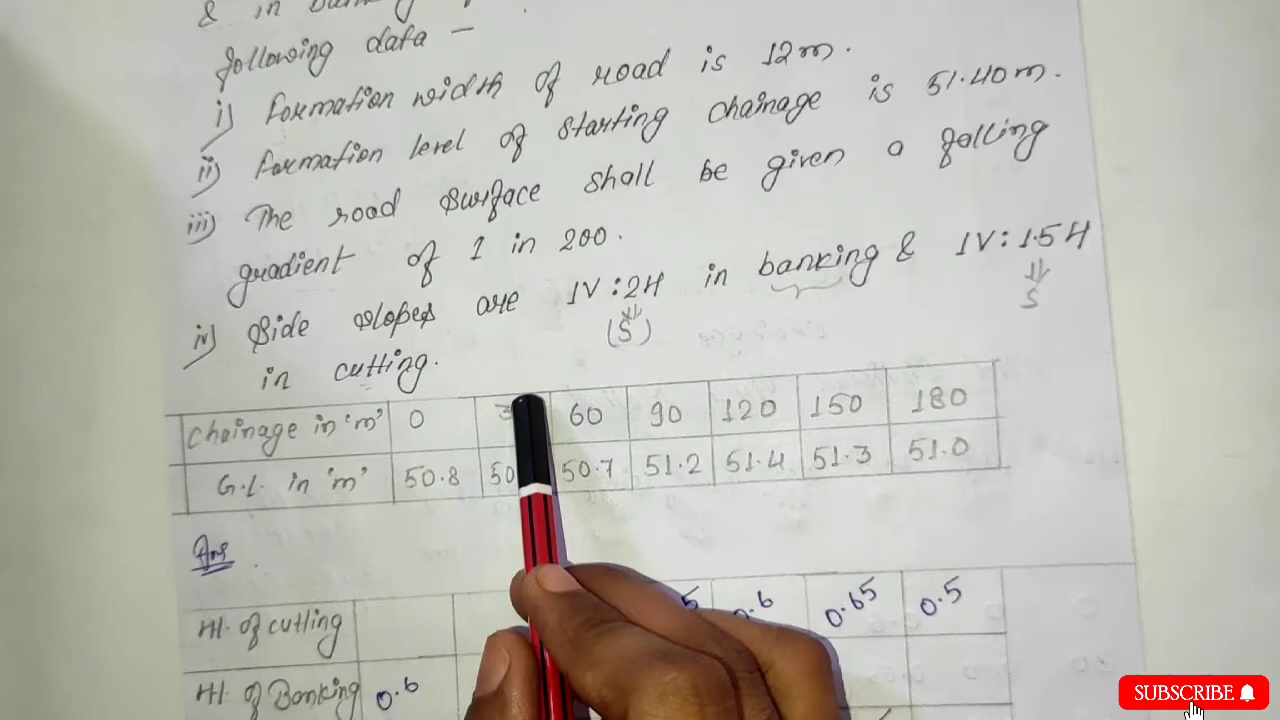 & in
following data –
i) Formation width of road is 12m.
ii) Formation level of starting chainage is 51.40m.
iii) The road surface shall be given a falling
gradient of 1 in 200.
iv) Side slopes are 1V:2H in banking & 1V:1.5H
(S) S
in cutting.
Chainage in 'm' 0 60 90 120 150 180
G.L. in 'm' 50.8 50 50.7 51.2 51.4 51.3 51.0
Ans
Ht. of cutting 0.65 0.5
Ht. of Banking 0.6
SUBSCRIBE